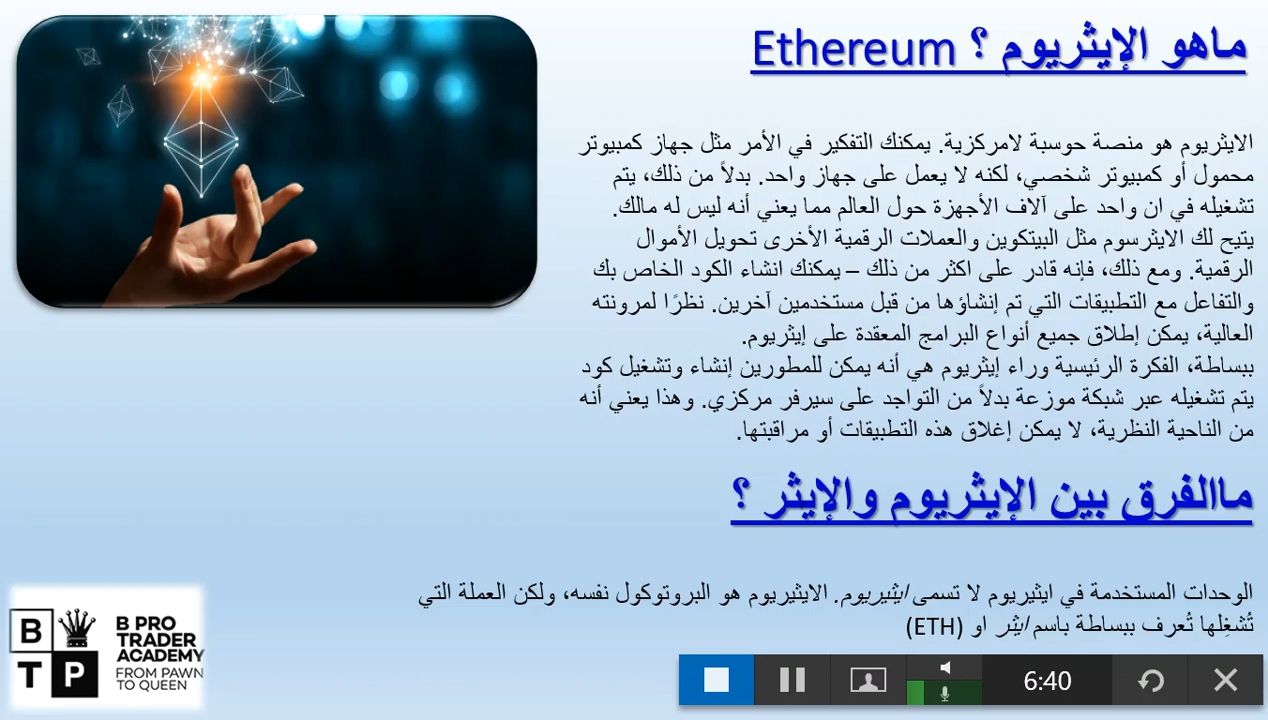 ماهو الإيثريوم ؟ Ethereum
الايثريوم هو منصة حوسبة لامركزية. يمكنك التفكير في الأمر مثل جهاز كمبيوتر
محمول أو كمبيوتر شخصي، لكنه لا يعمل على جهاز واحد. بدلاً من ذلك، يتم
تشغيله في ان واحد على آلاف الأجهزة حول العالم مما يعني أنه ليس له مالك.
يتيح لك الايثرسوم مثل البيتكوين والعملات الرقمية الأخرى تحويل الأموال
الرقمية. ومع ذلك، فإنه قادر على اكثر من ذلك – يمكنك انشاء الكود الخاص بك
والتفاعل مع التطبيقات التي تم إنشاؤها من قبل مستخدمين آخرين. نظرًا لمرونته
العالية، يمكن إطلاق جميع أنواع البرامج المعقدة على إيثريوم.
ببساطة، الفكرة الرئيسية وراء إيثريوم هي أنه يمكن للمطورين إنشاء وتشغيل كود
يتم تشغيله عبر شبكة موزعة بدلاً من التواجد على سيرفر مركزي. وهذا يعني أنه
من الناحية النظرية، لا يمكن إغلاق هذه التطبيقات أو مراقبتها.
ماالفرق بين الإيثريوم والإيثر ؟
الوحدات المستخدمة في ايثيريوم لا تسمى ايثيريوم. الايثيريوم هو البروتوكول نفسه، ولكن العملة التي
تُشغِلها تُعرف ببساطة باسم ايثر او (ETH)
B
T P
B PRO
TRADER
ACADEMY
FROM PAWN
TO QUEEN
6:40